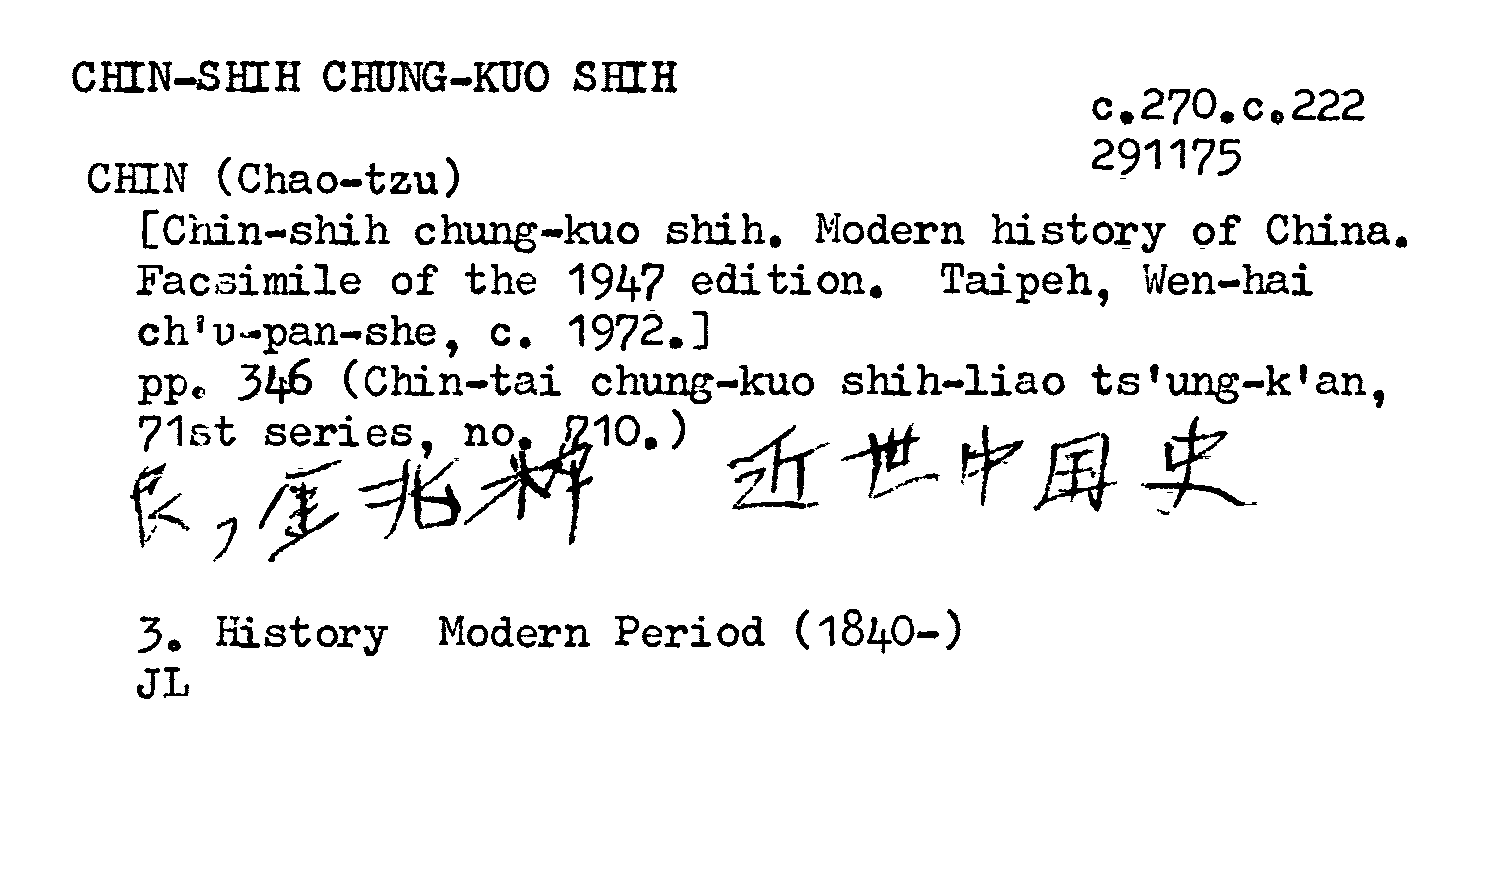 CHIN-SHIH CHUNG-KUO SHIH
c.270.c.222
291175
CHIN (Chao-tzu)
[Chin-shih chung-kuo shih. Modern history of China.
Facsimile of the 1947 edition. Taipeh, Wen-hai
ch'u-pan-she, c. 1972.]
pp. 346 (Chin-tai chung-kuo shih-liao ts'ung-k'an,
71st series, no. 710.)
金兆梓 近世中国史
3. History Modern Period (1840-)
JL